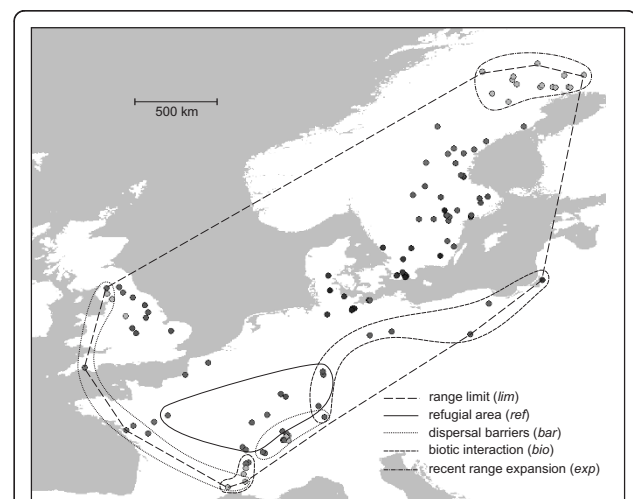 500 km
range limit (lim)
refugial area (ref)
dispersal barriers (bar)
biotic interaction (bio)
recent range expansion (exp)